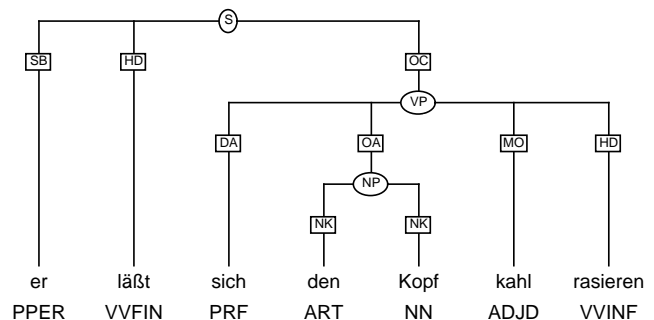 S
SB HD OC
VP
DA OA MO HD
NP
NK NK
er läßt sich den Kopf kahl rasieren
PPER VVFIN PRF ART NN ADJD VVINF